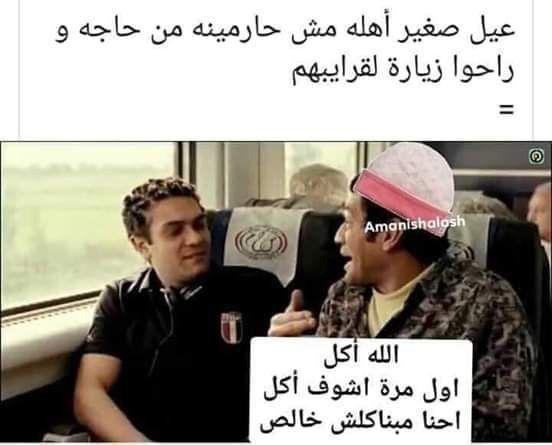 عيل صغير أهله مش حارمينه من حاجه و
راحوا زيارة لقرايبهم
=
Amanishalash
الله أكل
اول مرة اشوف أكل
احنا مبناكلش خالص